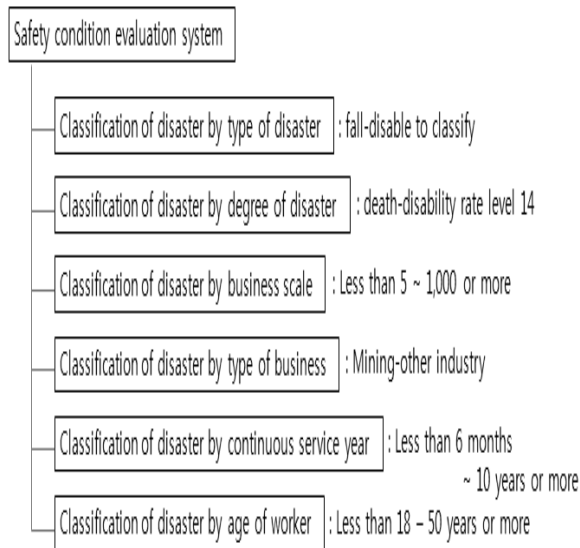 Safety condition evaluation system
Classification of disaster by type of disaster : fall-disable to classify
Classification of disaster by degree of disaster : death-disability rate level 14
Classification of disaster by business scale : Less than 5 ~ 1,000 or more
Classification of disaster by type of business : Mining-other industry
Classification of disaster by continuous service year : Less than 6 months
~ 10 years or more
Classification of disaster by age of worker : Less than 18 – 50 years or more